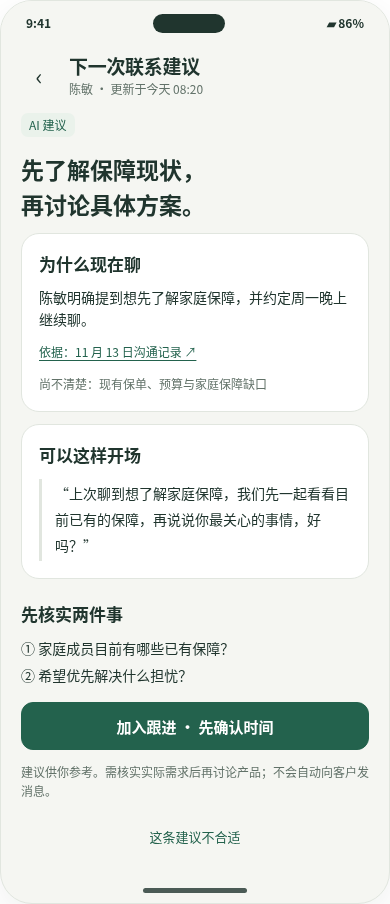 9:41
86%
‹
下一次联系建议
陈敏 · 更新于今天 08:20
AI 建议
先了解保障现状，
再讨论具体方案。
为什么现在聊
陈敏明确提到想先了解家庭保障，并约定周一晚上
继续聊。
依据：11 月 13 日沟通记录 ↗
尚不清楚：现有保单、预算与家庭保障缺口
可以这样开场
“上次聊到想了解家庭保障，我们先一起看看目
前已有的保障，再说说你最关心的事情，好
吗？”
先核实两件事
① 家庭成员目前有哪些已有保障？
② 希望优先解决什么担忧？
加入跟进 · 先确认时间
建议供你参考。需核实实际需求后再讨论产品；不会自动向客户发
消息。
这条建议不合适